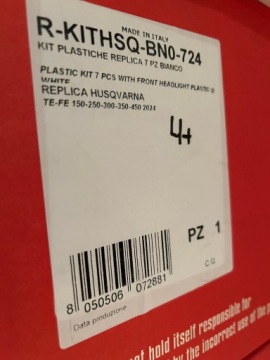 MADE IN ITALY
R-KITHSQ-BN0-724
KIT PLASTICHE REPLICA 7 PZ BIANCO
PLASTIC KIT 7 PCS WITH FRONT HEADLIGHT PLASTIC ®
WHITE
REPLICA HUSQVARNA
TE-FE 150-250-300-350-450 2024
4+
PZ 1
8 050506 072881
C.Q.
Data produzione
not hold itself responsible for
by the incorrect use of the